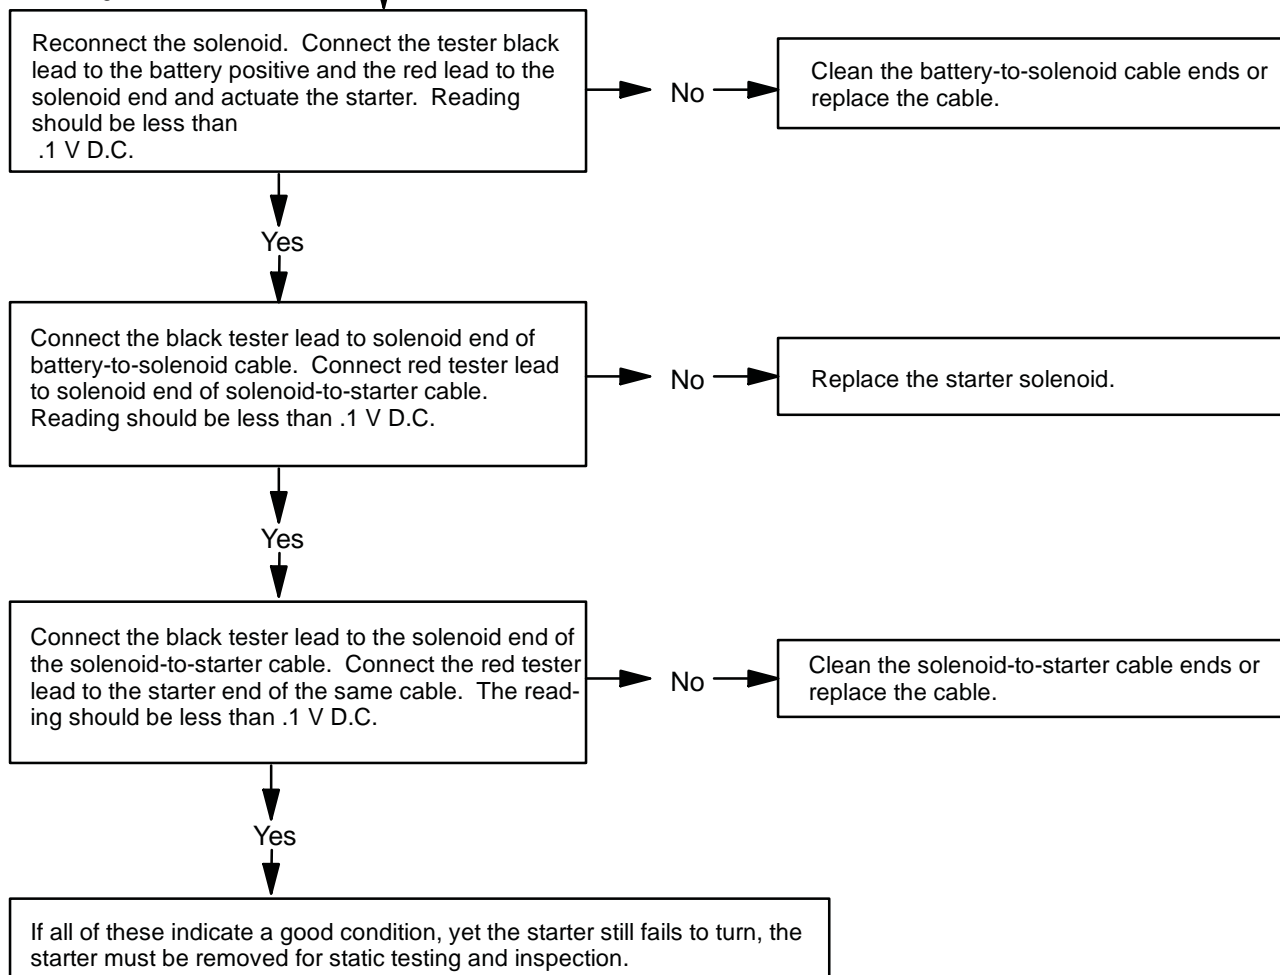 Reconnect the solenoid. Connect the tester black
lead to the battery positive and the red lead to the
solenoid end and actuate the starter. Reading
should be less than
.1 V D.C.
No
Clean the battery-to-solenoid cable ends or
replace the cable.
Yes
Connect the black tester lead to solenoid end of
battery-to-solenoid cable. Connect red tester lead
to solenoid end of solenoid-to-starter cable.
Reading should be less than .1 V D.C.
No
Replace the starter solenoid.
Yes
Connect the black tester lead to the solenoid end of
the solenoid-to-starter cable. Connect the red tester
lead to the starter end of the same cable. The read-
ing should be less than .1 V D.C.
No
Clean the solenoid-to-starter cable ends or
replace the cable.
Yes
If all of these indicate a good condition, yet the starter still fails to turn, the
starter must be removed for static testing and inspection.